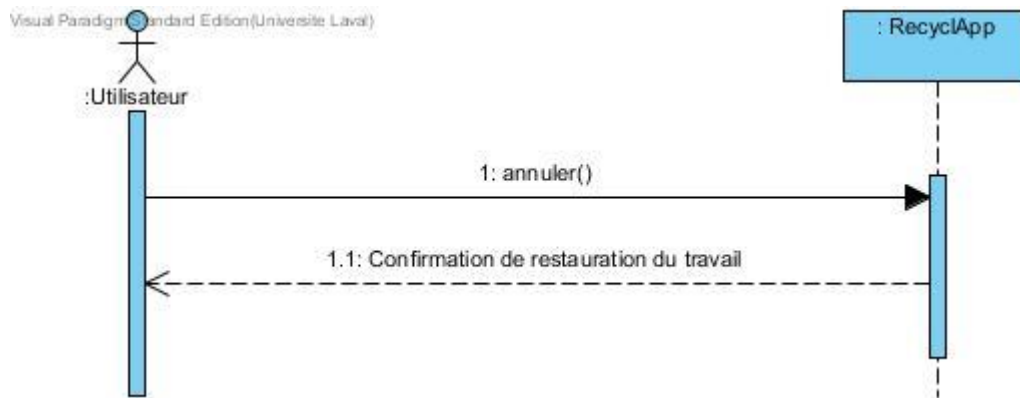 Visual Paradigm Standard Edition(Universite Laval)
: RecyclApp
:Utilisateur
1: annuler()
1.1: Confirmation de restauration du travail